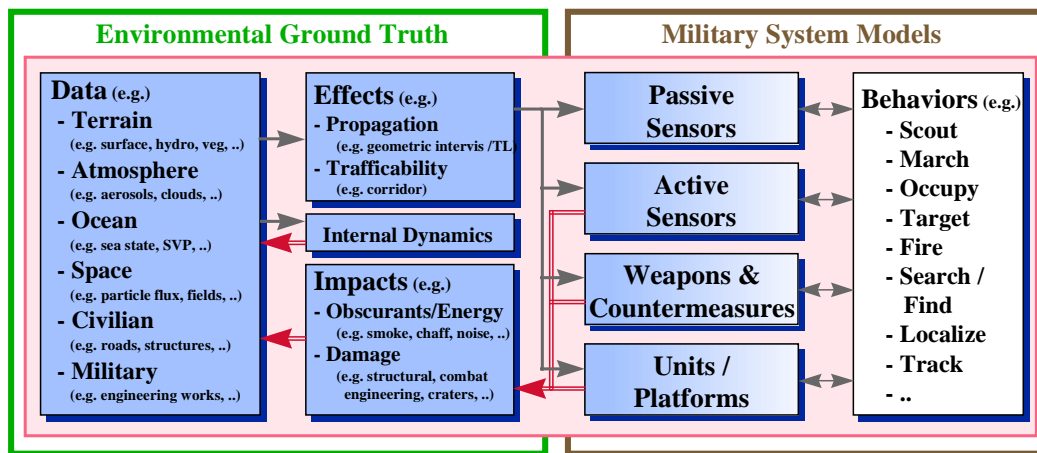 Environmental Ground Truth
Military System Models
Data (e.g.)
- Terrain
(e.g. surface, hydro, veg, ..)
- Atmosphere
(e.g. aerosols, clouds, ..)
- Ocean
(e.g. sea state, SVP, ..)
- Space
(e.g. particle flux, fields, ..)
- Civilian
(e.g. roads, structures, ..)
- Military
(e.g. engineering works, ..)
Effects (e.g.)
- Propagation
(e.g. geometric intervis /TL)
- Trafficability
(e.g. corridor)
Internal Dynamics
Impacts (e.g.)
- Obscurants/Energy
(e.g. smoke, chaff, noise, ..)
- Damage
(e.g. structural, combat
engineering, craters, ..)
Passive
Sensors
Active
Sensors
Weapons &
Countermeasures
Units /
Platforms
Behaviors (e.g.)
- Scout
- March
- Occupy
- Target
- Fire
- Search /
Find
- Localize
- Track
- ..